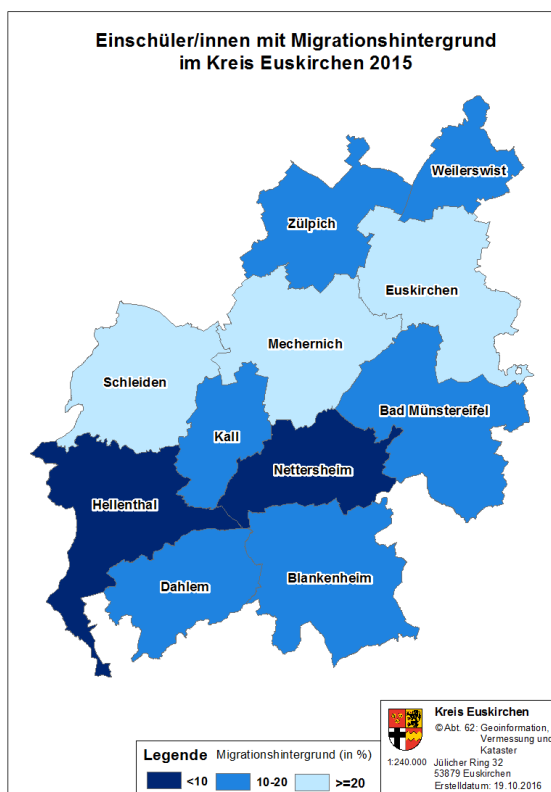 Einschüler/innen mit Migrationshintergrund
im Kreis Euskirchen 2015
Weilerswist
Zülpich
Euskirchen
Mechernich
Schleiden
Bad Münstereifel
Kall
Nettersheim
Hellenthal
Blankenheim
Dahlem
Kreis Euskirchen
©Abt. 62: Geoinformation,
Vermessung und
Kataster
1:240.000 Jülicher Ring 32
53879 Euskirchen
Erstelldatum: 19.10.2016
Legende Migrationshintergrund (in %)
<10 10-20 >=20